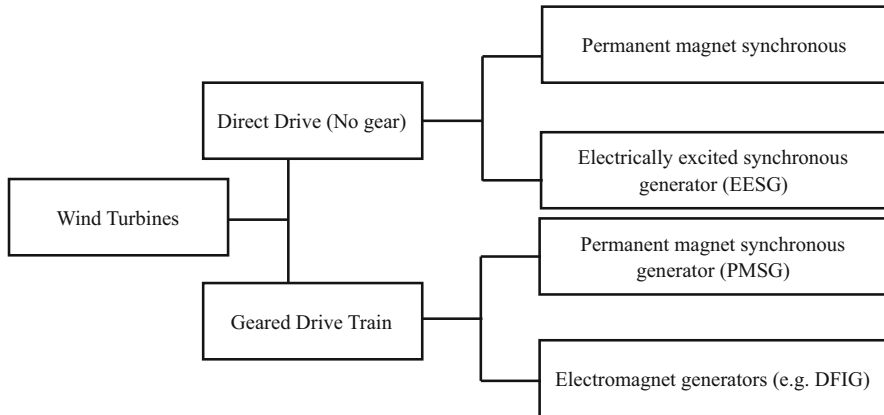 Permanent magnet synchronous
Direct Drive (No gear)
Electrically excited synchronous
generator (EESG)
Wind Turbines
Permanent magnet synchronous
generator (PMSG)
Geared Drive Train
Electromagnet generators (e.g. DFIG)